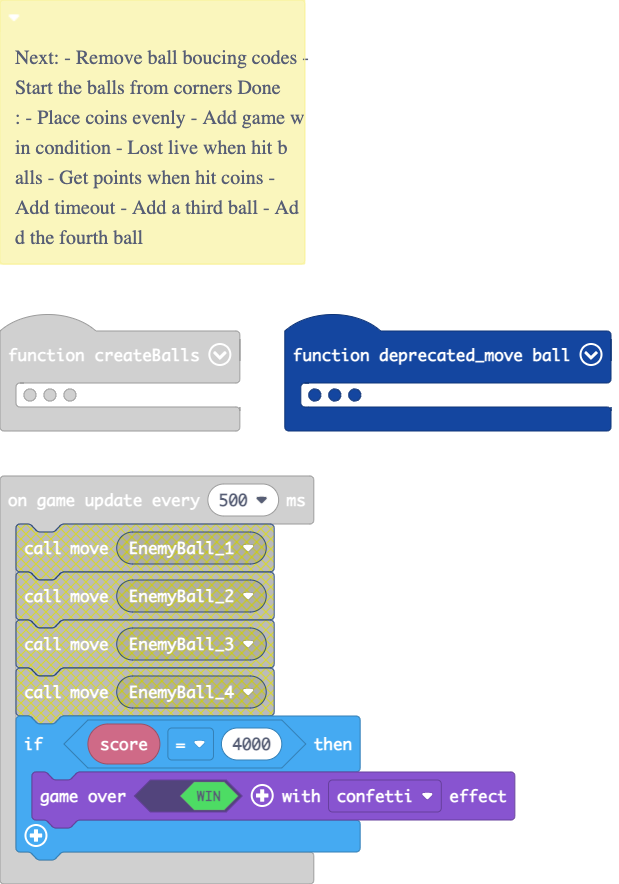 Next: - Remove ball boucing codes -
Start the balls from corners Done
: - Place coins evenly - Add game w
in condition - Lost live when hit b
alls - Get points when hit coins -
Add timeout - Add a third ball - Ad
d the fourth ball
function createBalls
function deprecated_move ball
on game update every 500 ms
call move EnemyBall_1
call move EnemyBall_2
call move EnemyBall_3
call move EnemyBall_4
if score = 4000 then
game over WIN with confetti effect